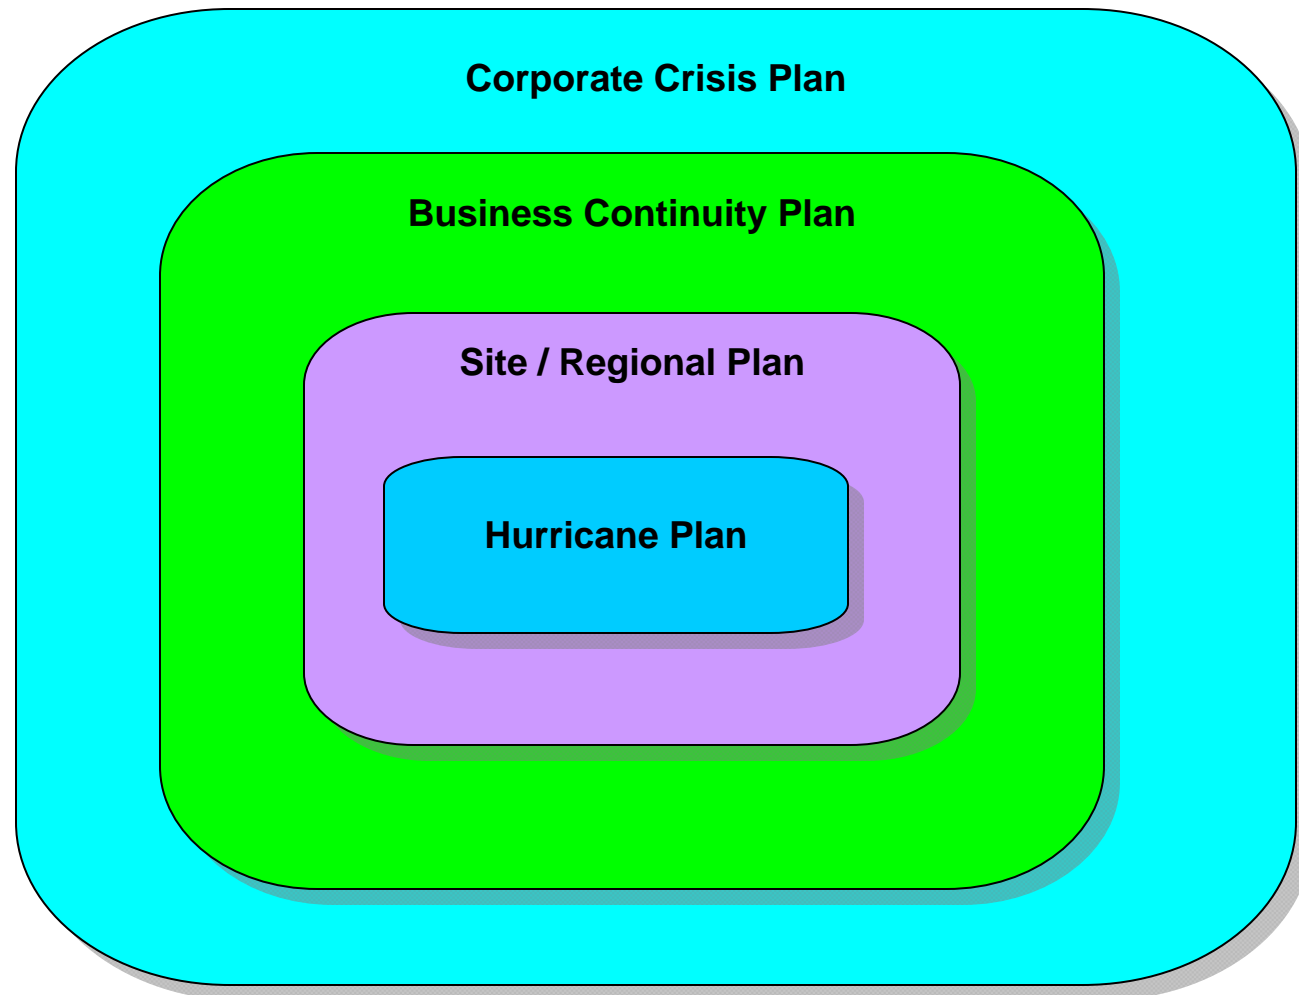 Corporate Crisis Plan
Business Continuity Plan
Site / Regional Plan
Hurricane Plan